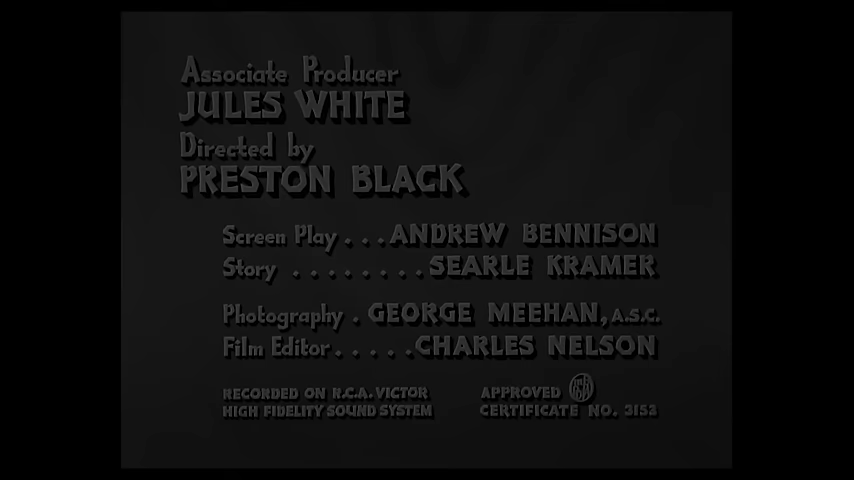 Associate Producer
JULES WHITE
Directed by
PRESTON BLACK
Screen Play . . . ANDREW BENNISON
Story . . . . . . . . SEARLE KRAMER
Photography . GEORGE MEEHAN, A.S.C.
Film Editor . . . . . CHARLES NELSON
RECORDED ON R.C.A. VICTOR
HIGH FIDELITY SOUND SYSTEM
APPROVED
CERTIFICATE NO. 3153